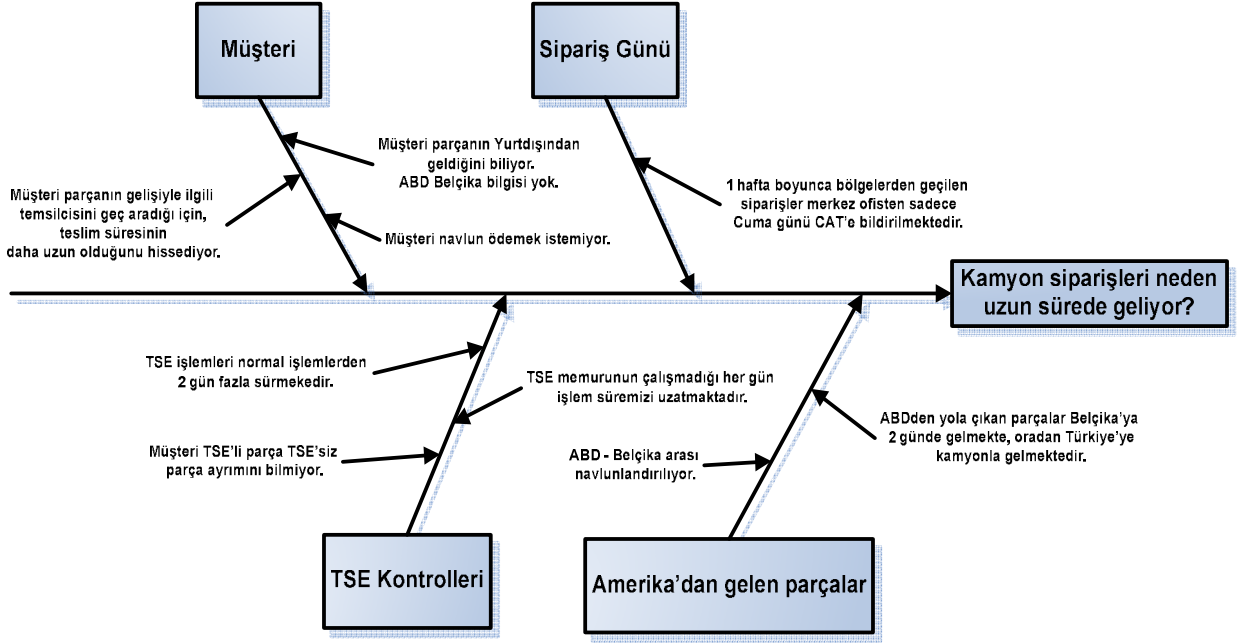 Müşteri
Sipariş Günü
Müşteri parçanın Yurtdışından
geldiğini biliyor.
ABD Belçika bilgisi yok.
Müşteri parçanın gelişiyle ilgili
temsilcisini geç aradığı için,
teslim süresinin
daha uzun olduğunu hissediyor.
Müşteri navlun ödemek istemiyor.
1 hafta boyunca bölgelerden geçilen
siparişler merkez ofisten sadece
Cuma günü CAT'e bildirilmektedir.
Kamyon siparişleri neden
uzun sürede geliyor?
TSE işlemleri normal işlemlerden
2 gün fazla sürmekedir.
TSE memurunun çalışmadığı her gün
işlem süremizi uzatmaktadır.
Müşteri TSE'li parça TSE'siz
parça ayrımını bilmiyor.
ABDden yola çıkan parçalar Belçika'ya
2 günde gelmekte, oradan Türkiye'ye
kamyonla gelmektedir.
ABD - Belçika arası
navlunlandırılıyor.
TSE Kontrolleri
Amerika'dan gelen parçalar